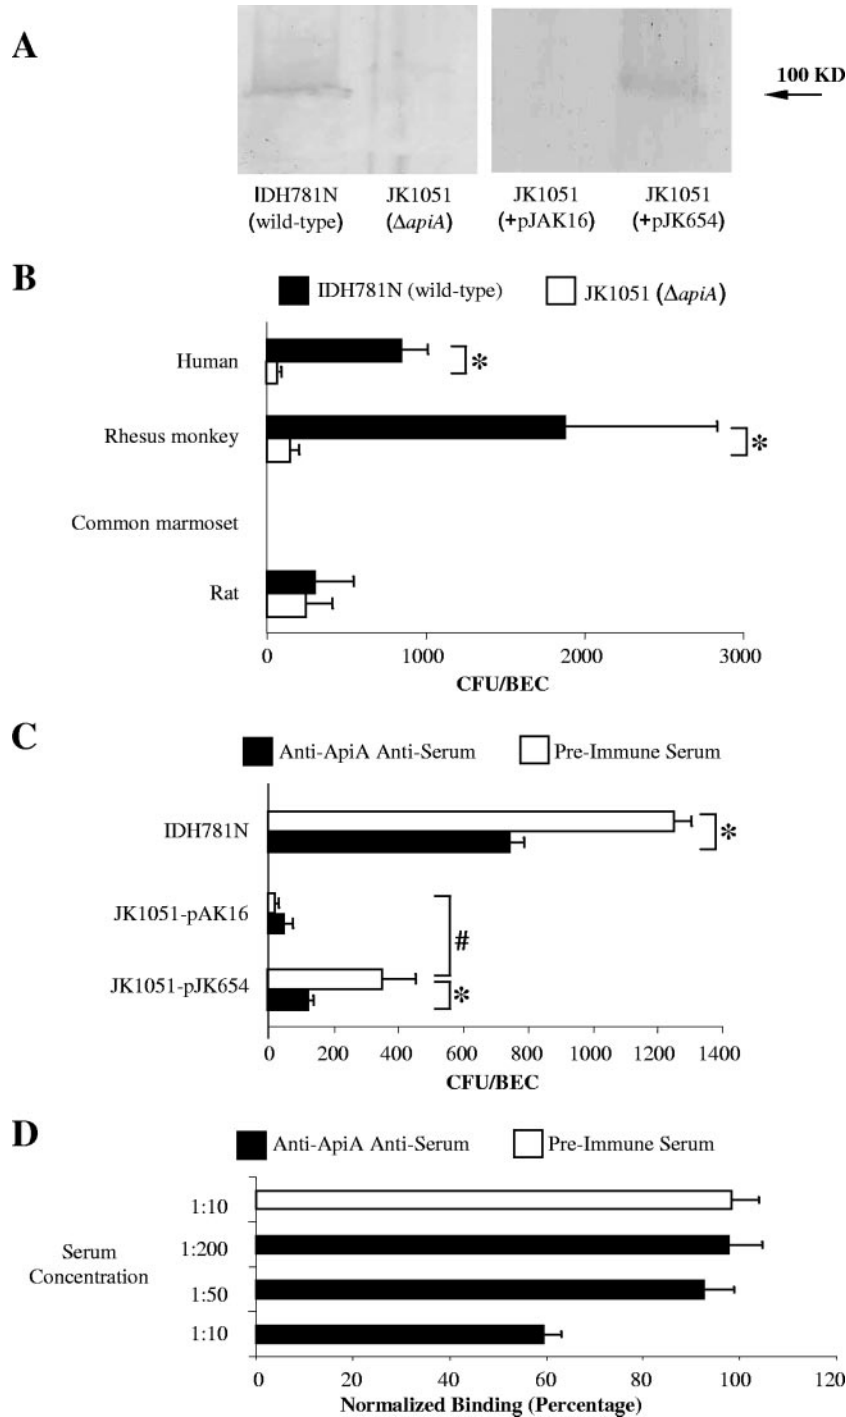 A
100 KD
IDH781N JK1051 JK1051 JK1051
(wild-type) (ΔapiA) (+pJAK16) (+pJK654)
B
IDH781N (wild-type) JK1051 (ΔapiA)
Human
*
Rhesus monkey
*
Common marmoset
Rat
0 1000 2000 3000
CFU/BEC
C
Anti-ApiA Anti-Serum Pre-Immune Serum
IDH781N
*
JK1051-pAK16
#
JK1051-pJK654
*
0 200 400 600 800 1000 1200 1400
CFU/BEC
D
Anti-ApiA Anti-Serum Pre-Immune Serum
1:10
1:200
Serum
Concentration
1:50
1:10
0 20 40 60 80 100 120
Normalized Binding (Percentage)